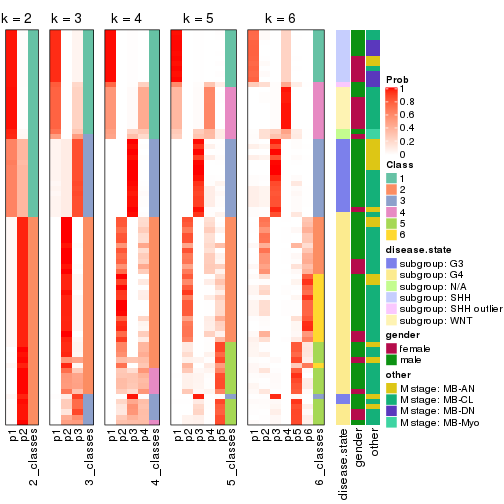 k = 2
k = 3
k = 4
k = 5
k = 6
Prob
1
0.8
0.6
0.4
0.2
0
Class
1
2
3
4
5
6
disease.state
subgroup: G3
subgroup: G4
subgroup: N/A
subgroup: SHH
subgroup: SHH outlier
subgroup: WNT
gender
female
male
other
M stage: MB-AN
M stage: MB-CL
M stage: MB-DN
M stage: MB-Myo
p1
p2
2_classes
p1
p2
p3
3_classes
p1
p2
p3
p4
4_classes
p1
p2
p3
p4
p5
5_classes
p1
p2
p3
p4
p5
p6
6_classes
disease.state
gender
other